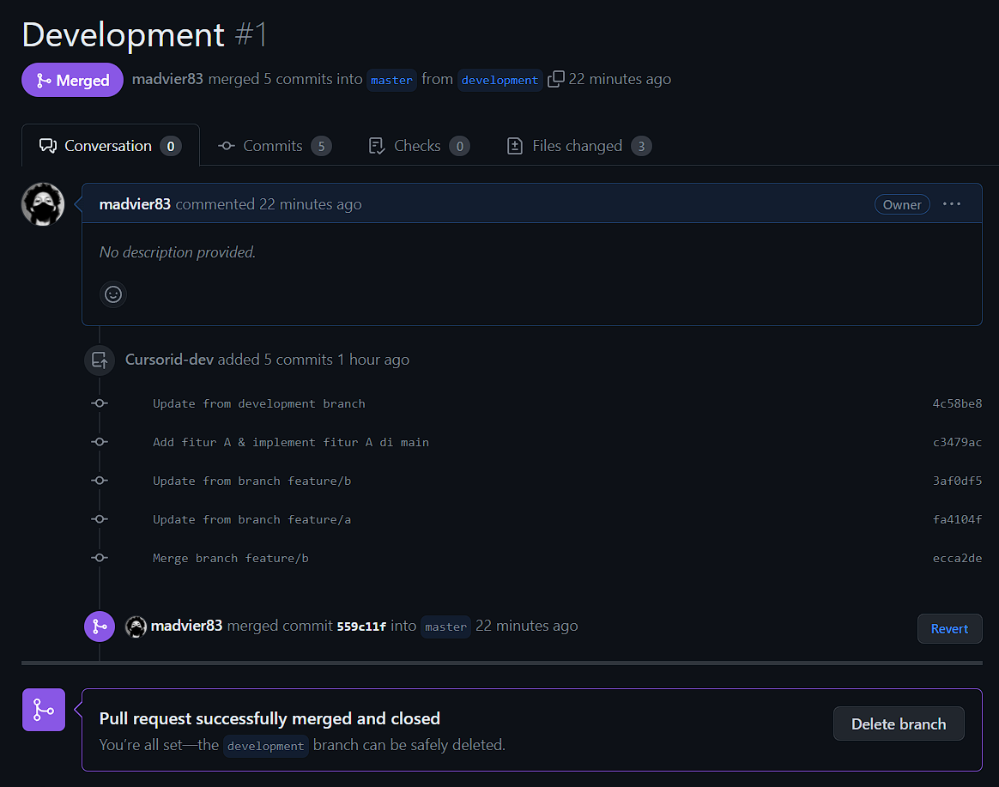 Development #1
Merged madvier83 merged 5 commits into master from development 22 minutes ago
Conversation 0 Commits 5 Checks 0 Files changed 3
madvier83 commented 22 minutes ago Owner ...
No description provided.
Cursorid-dev added 5 commits 1 hour ago
Update from development branch 4c58be8
Add fitur A & implement fitur A di main c3479ac
Update from branch feature/b 3af0df5
Update from branch feature/a fa4104f
Merge branch feature/b ecca2de
madvier83 merged commit 559c11f into master 22 minutes ago Revert
Pull request successfully merged and closed
You’re all set—the development branch can be safely deleted. Delete branch